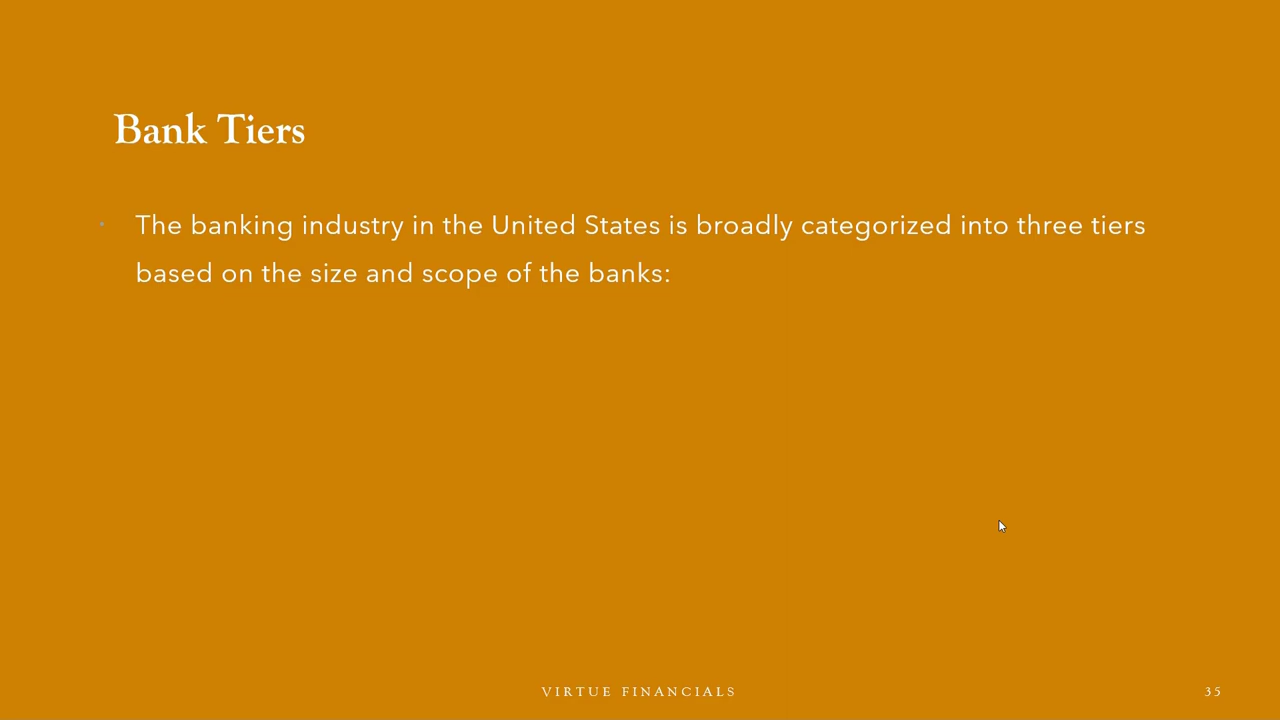 Bank Tiers
• The banking industry in the United States is broadly categorized into three tiers
based on the size and scope of the banks:
VIRTUE FINANCIALS
35